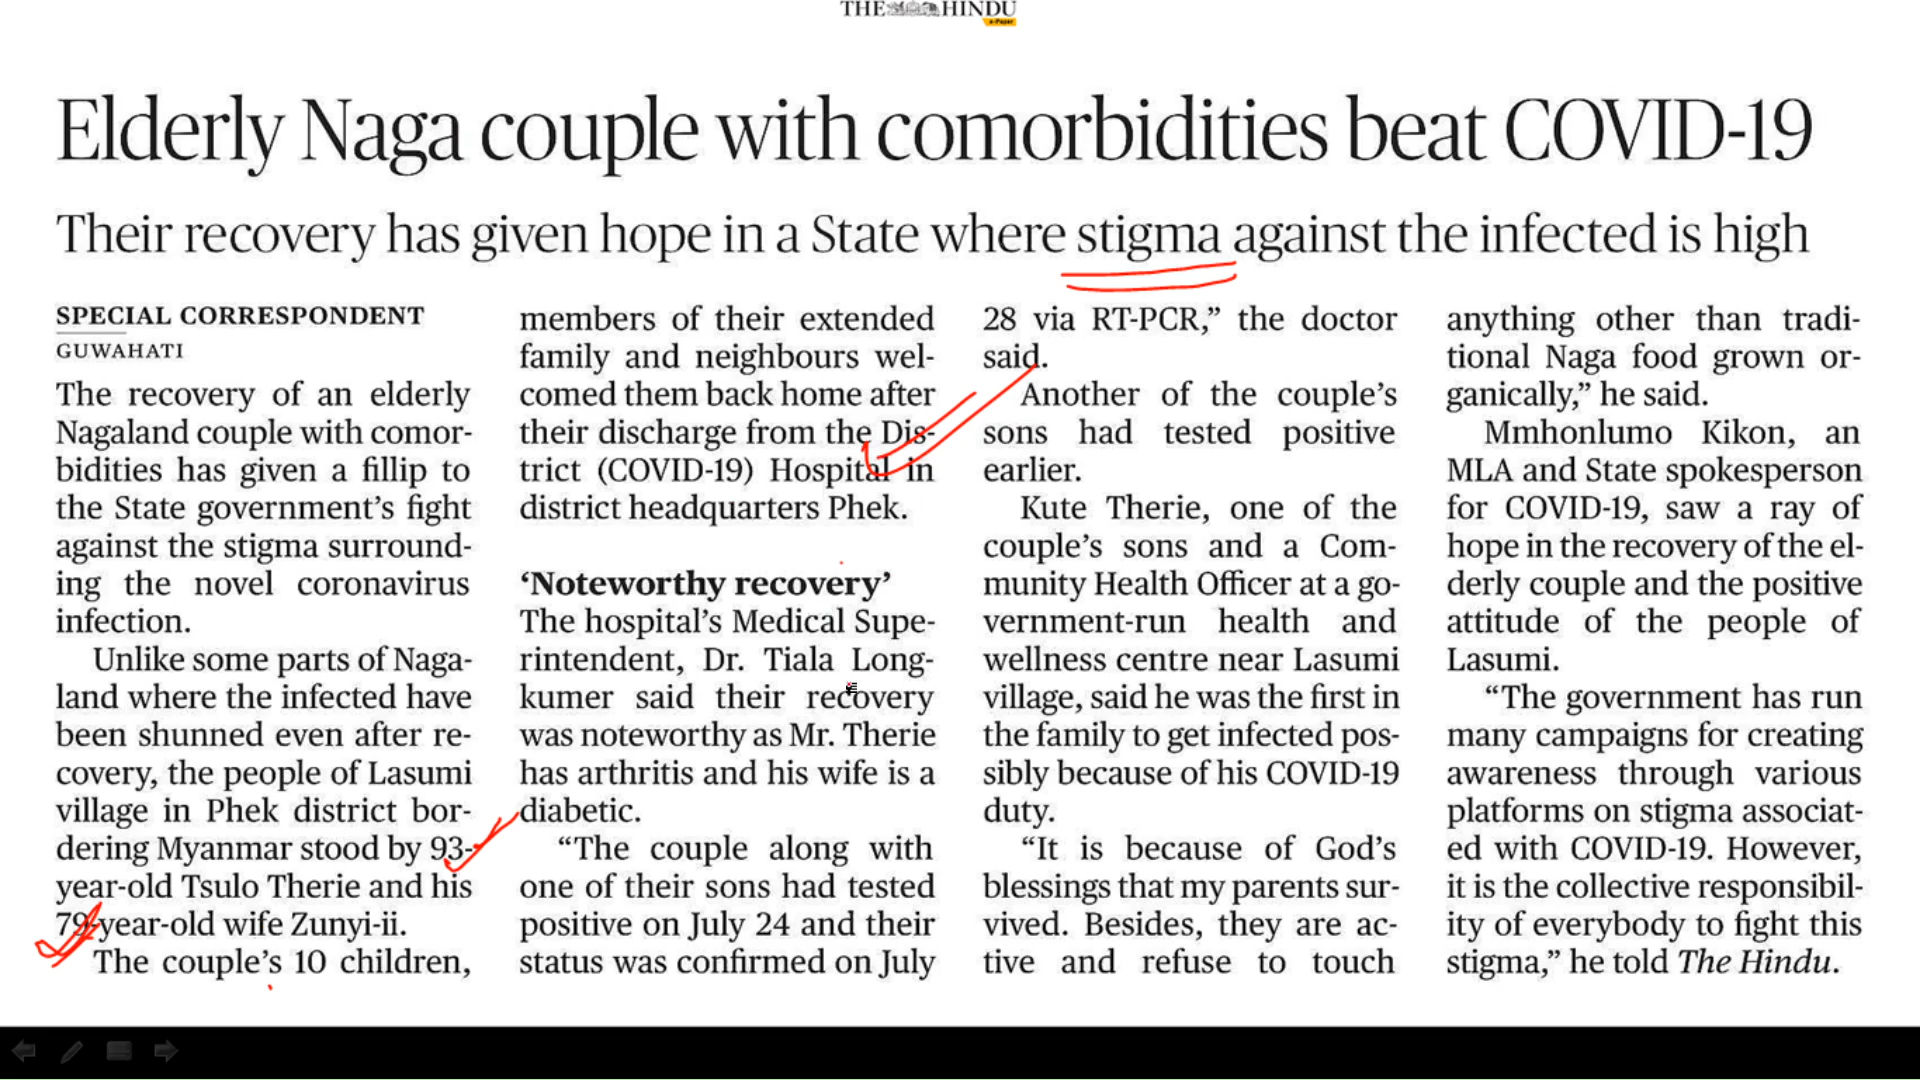 THE HINDU
e-Paper
Elderly Naga couple with comorbidities beat COVID-19
Their recovery has given hope in a State where stigma against the infected is high
SPECIAL CORRESPONDENT
GUWAHATI
The recovery of an elderly
Nagaland couple with comor-
bidities has given a fillip to
the State government’s fight
against the stigma surround-
ing the novel coronavirus
infection.
Unlike some parts of Naga-
land where the infected have
been shunned even after re-
covery, the people of Lasumi
village in Phek district bor-
dering Myanmar stood by 93-
year-old Tsulo Therie and his
79-year-old wife Zunyi-ii.
The couple’s 10 children,
members of their extended
family and neighbours wel-
comed them back home after
their discharge from the Dis-
trict (COVID-19) Hospital in
district headquarters Phek.
‘Noteworthy recovery’
The hospital’s Medical Supe-
rintendent, Dr. Tiala Long-
kumer said their recovery
was noteworthy as Mr. Therie
has arthritis and his wife is a
diabetic.
“The couple along with
one of their sons had tested
positive on July 24 and their
status was confirmed on July
28 via RT-PCR,” the doctor
said.
Another of the couple’s
sons had tested positive
earlier.
Kute Therie, one of the
couple’s sons and a Com-
munity Health Officer at a go-
vernment-run health and
wellness centre near Lasumi
village, said he was the first in
the family to get infected pos-
sibly because of his COVID-19
duty.
“It is because of God’s
blessings that my parents sur-
vived. Besides, they are ac-
tive and refuse to touch
anything other than tradi-
tional Naga food grown or-
ganically,” he said.
Mmhonlumo Kikon, an
MLA and State spokesperson
for COVID-19, saw a ray of
hope in the recovery of the el-
derly couple and the positive
attitude of the people of
Lasumi.
“The government has run
many campaigns for creating
awareness through various
platforms on stigma associat-
ed with COVID-19. However,
it is the collective responsibil-
ity of everybody to fight this
stigma,” he told The Hindu.